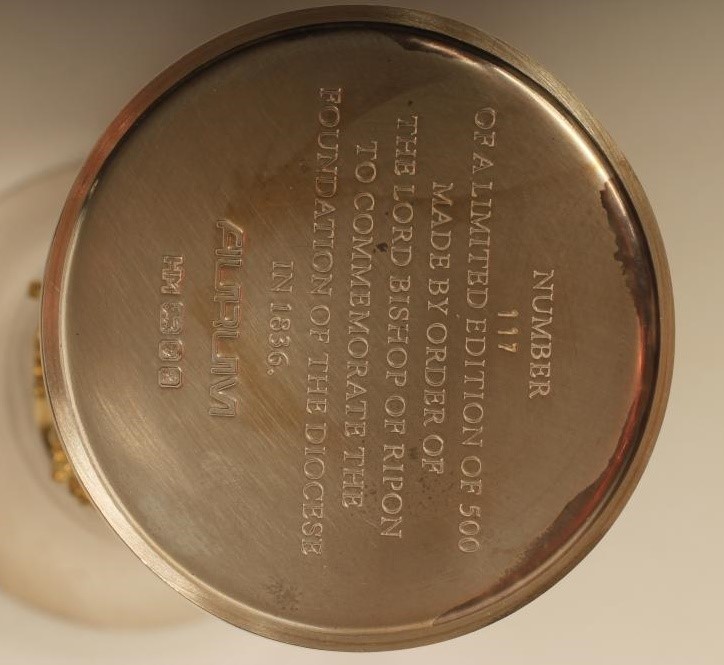 NUMBER
117
OF A LIMITED EDITION OF 500
MADE BY ORDER OF
THE LORD BISHOP OF RIPON
TO COMMEMORATE THE
FOUNDATION OF THE DIOCESE
IN 1836.
AURUM
HM